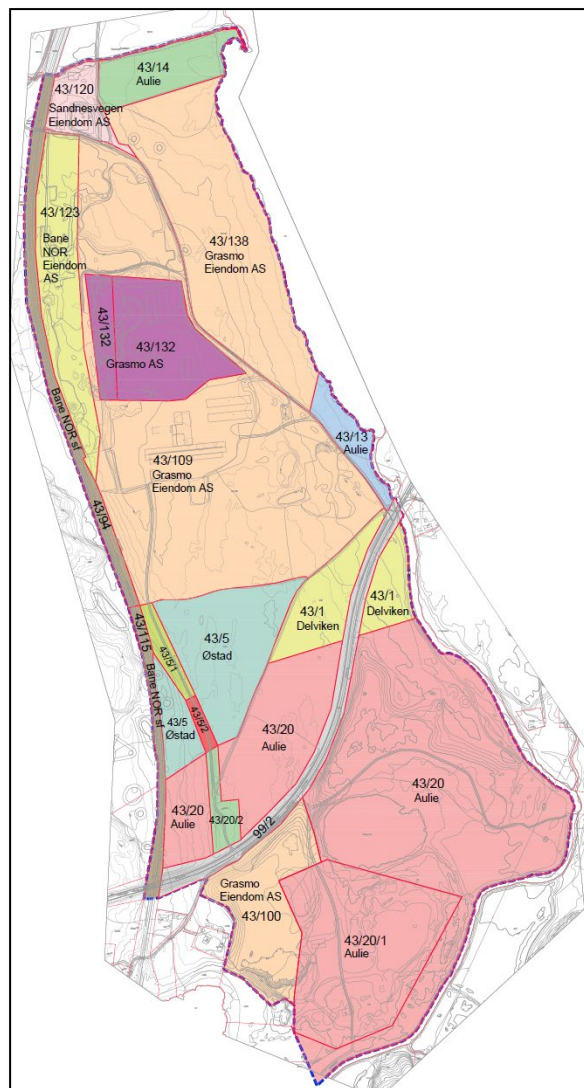 43/14
Aulie
43/120
Sandnesvegen
Eiendom AS
43/123
Bane
NOR
Eiendom
AS
43/138
Grasmo
Eiendom AS
43/132
43/132
Grasmo AS
Bane NOR sf
43/13
Aulie
43/109
Grasmo
Eiendom AS
43/94
43/1
Delviken
43/1
Delviken
43/115
Bane NOR sf
43/5/1
43/5
Østad
43/5/2
43/5
Østad
43/20
Aulie
43/20
Aulie
43/20
Aulie
43/20/2
99/2
Grasmo
Eiendom AS
43/100
43/20/1
Aulie